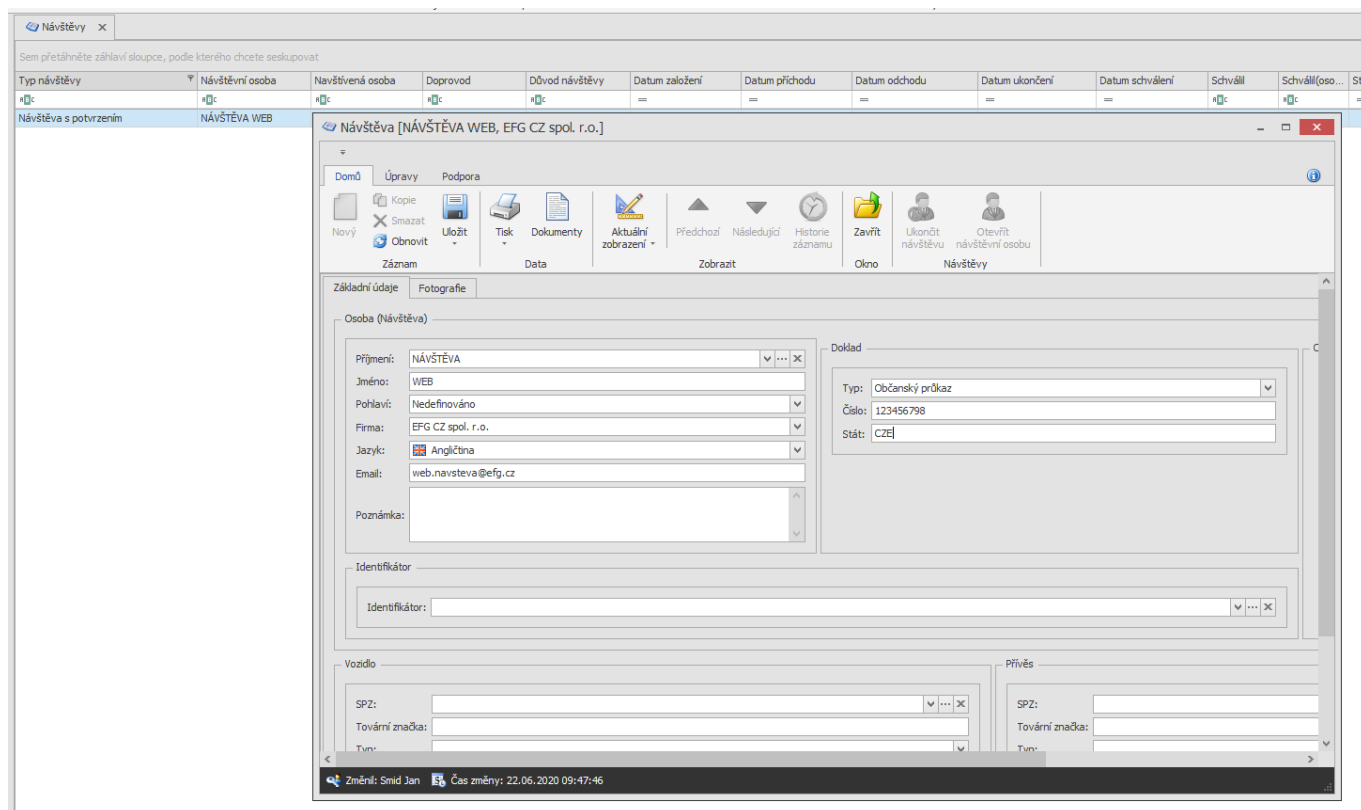 Návštěvy
Sem přetáhněte záhlaví sloupce, podle kterého chcete seskupovat
Typ návštěvy Návštěvní osoba Navštívená osoba Doprovod Důvod návštěvy Datum založení Datum příchodu Datum odchodu Datum ukončení Datum schválení Schválil Schválil(oso... St
Návštěva s potvrzením NÁVŠTĚVA WEB
Návštěva [NÁVŠTĚVA WEB, EFG CZ spol. r.o.]
Domů Úpravy Podpora
Nový Kopie Smazat Obnovit Uložit Tisk Dokumenty Aktuální zobrazení Předchozí Následující Historie záznamu Zavřít Ukončit návštěvu Otevřít návštěvní osobu
Záznam Data Zobrazit Okno Návštěvy
Základní údaje Fotografie
Osoba (Návštěva)
Příjmení: NÁVŠTĚVA
Jméno: WEB
Pohlaví: Nedefinováno
Firma: EFG CZ spol. r.o.
Jazyk: Angličtina
Email: web.navsteva@efg.cz
Poznámka:
Doklad
Typ: Občanský průkaz
Číslo: 123456798
Stát: CZE
Identifikátor
Identifikátor:
Vozidlo
SPZ:
Tovární značka:
Typ:
Přívěs
SPZ:
Tovární značka:
Typ:
Změnil: Smid Jan Čas změny: 22.06.2020 09:47:46